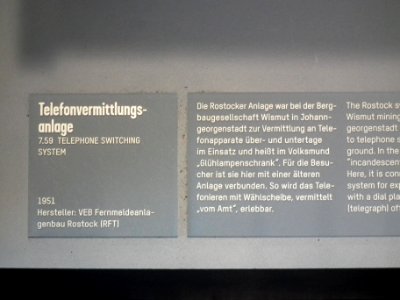 Telefonvermittlungs-
anlage
7.59 TELEPHONE SWITCHING
SYSTEM
1951
Hersteller: VEB Fernmeldeanla-
genbau Rostock (RFT)
Die Rostocker Anlage war bei der Berg-
baugesellschaft Wismut in Johann-
georgenstadt zur Vermittlung an Tele-
fonapparate über- und untertage
im Einsatz und heißt im Volksmund
„Glühlampenschrank“. Für die Besu-
cher ist sie hier mit einer älteren
Anlage verbunden. So wird das Tele-
fonieren mit Wählscheibe, vermittelt
„vom Amt“, erlebbar.
The Rostock s
Wismut mining
georgenstadt
to telephone s
ground. In the
“incandescen
Here, it is conn
system for exp
with a dial pla
(telegraph) of